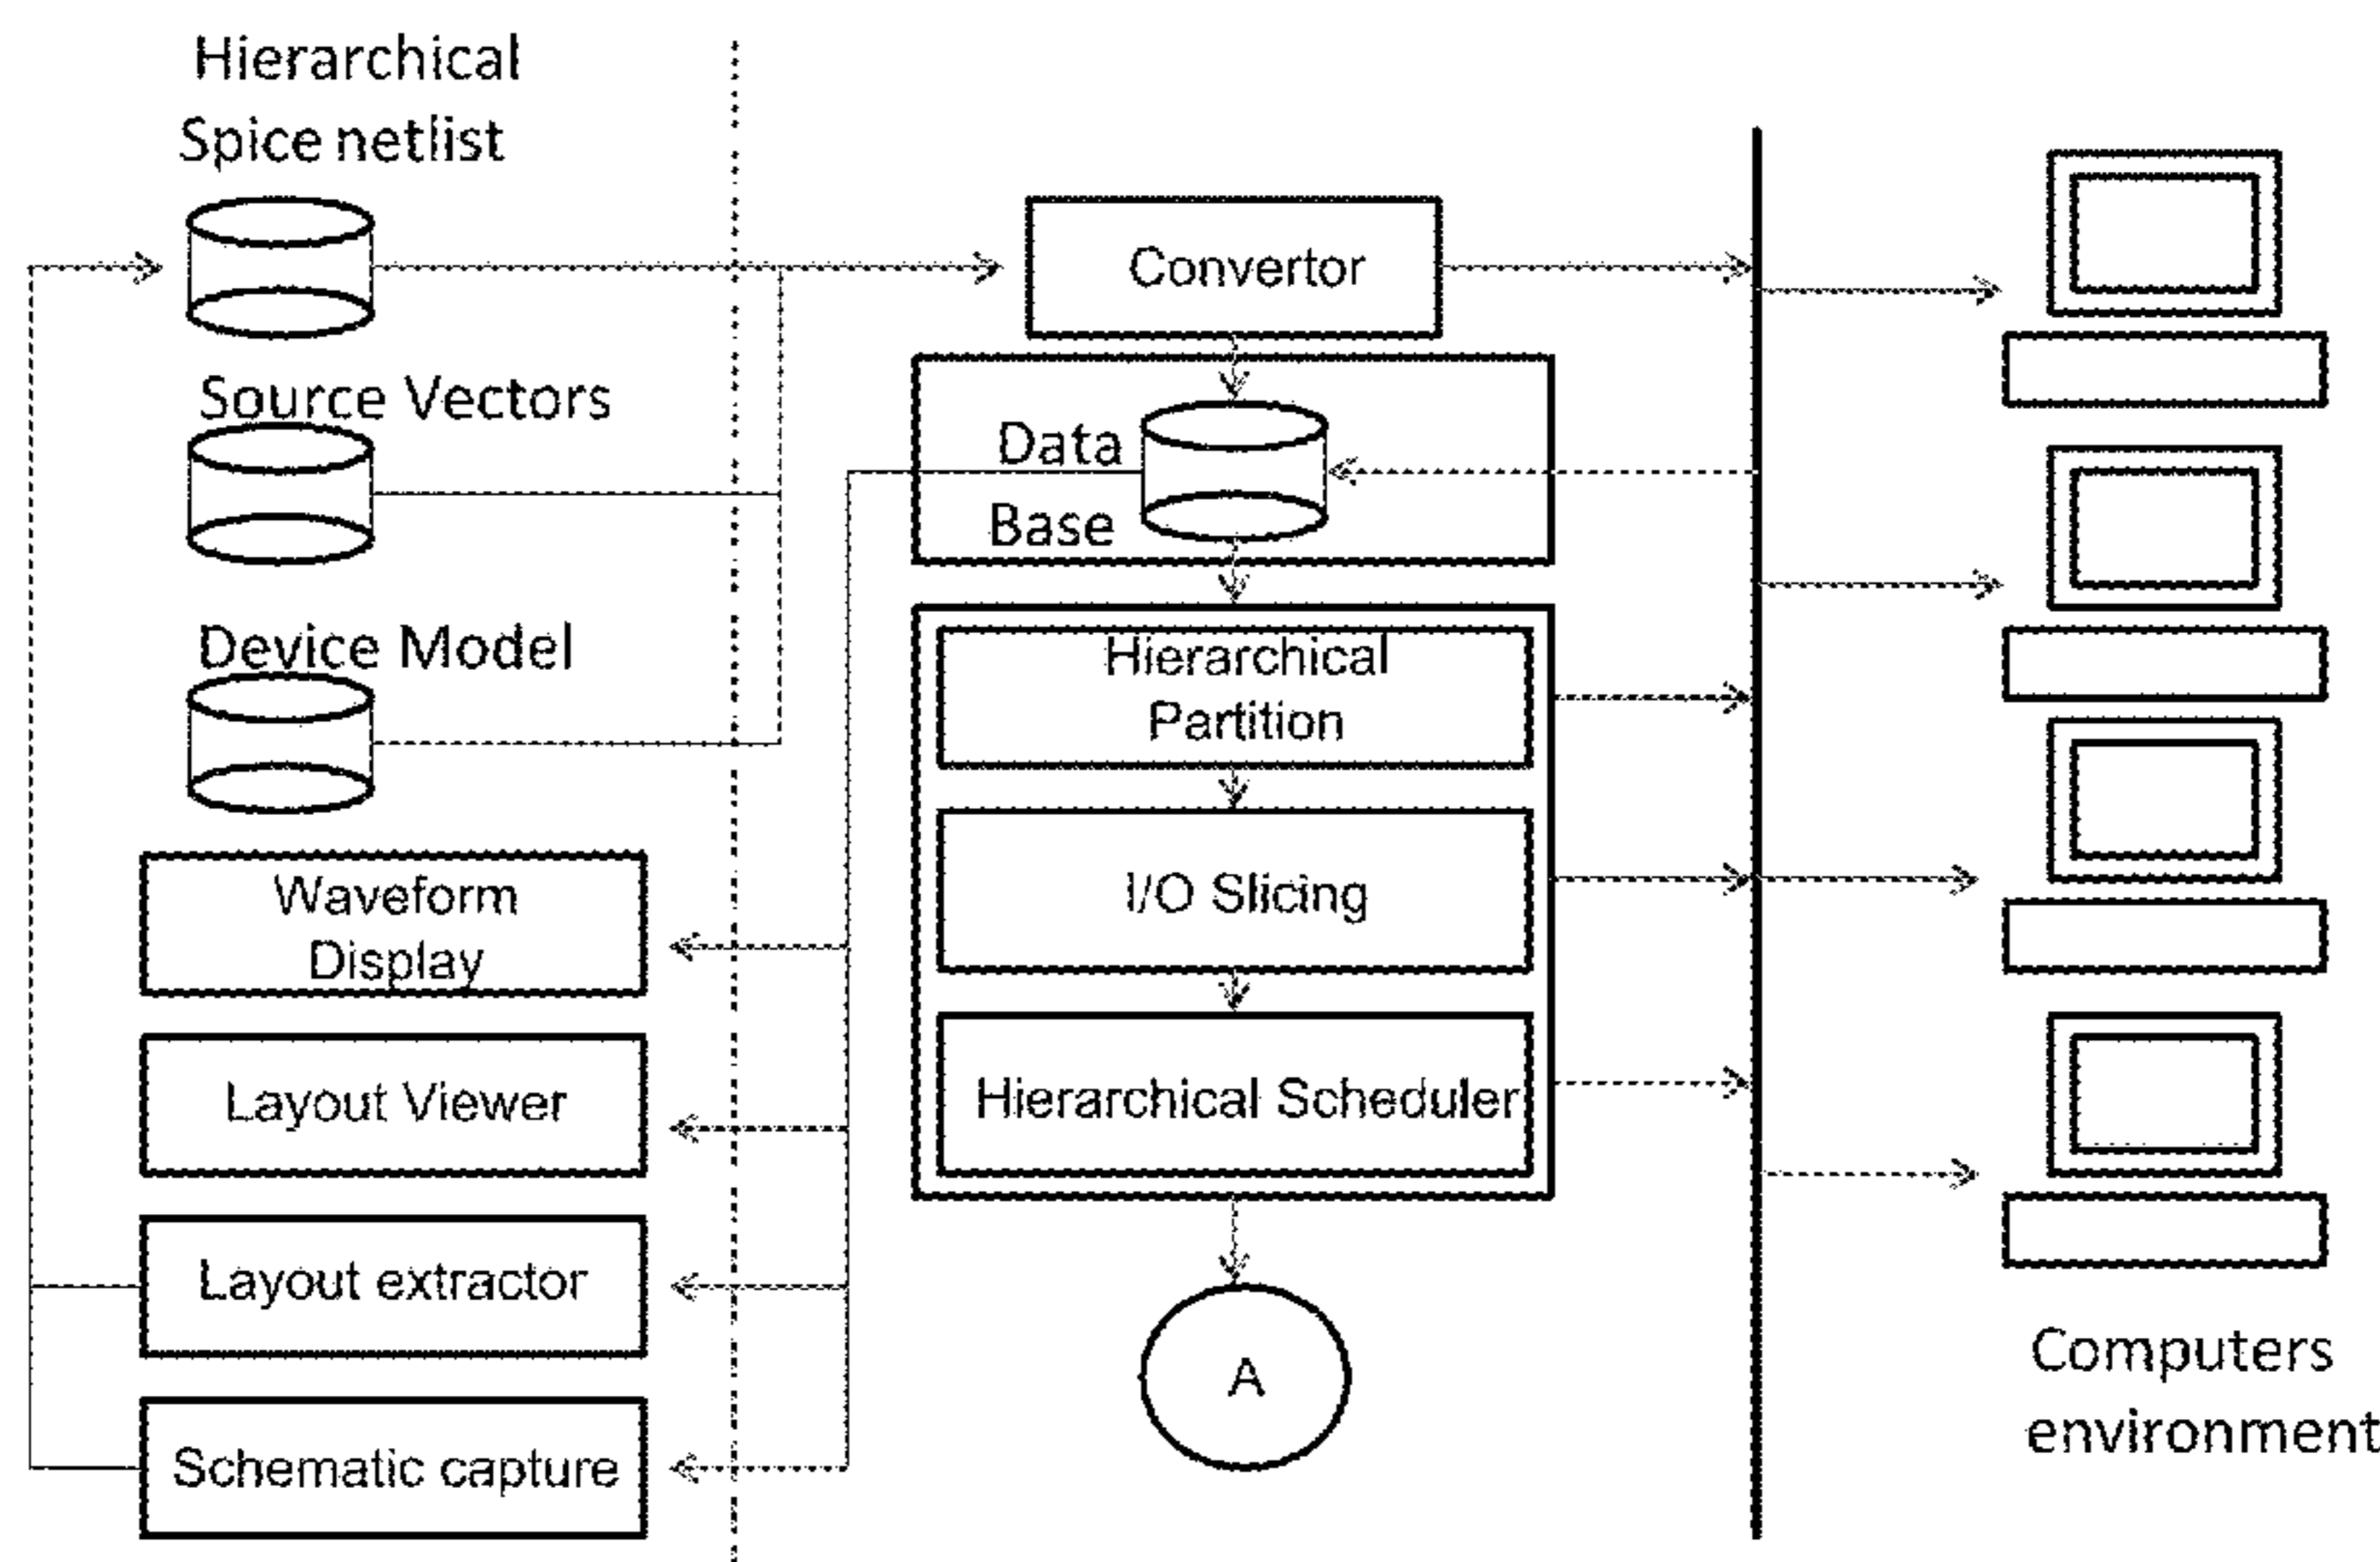 Hierarchical
Spice netlist
Source Vectors
Device Model
Waveform
Display
Layout Viewer
Layout extractor
Schematic capture
Convertor
Data
Base
Hierarchical
Partition
I/O Slicing
Hierarchical Scheduler
A
Computers
environment